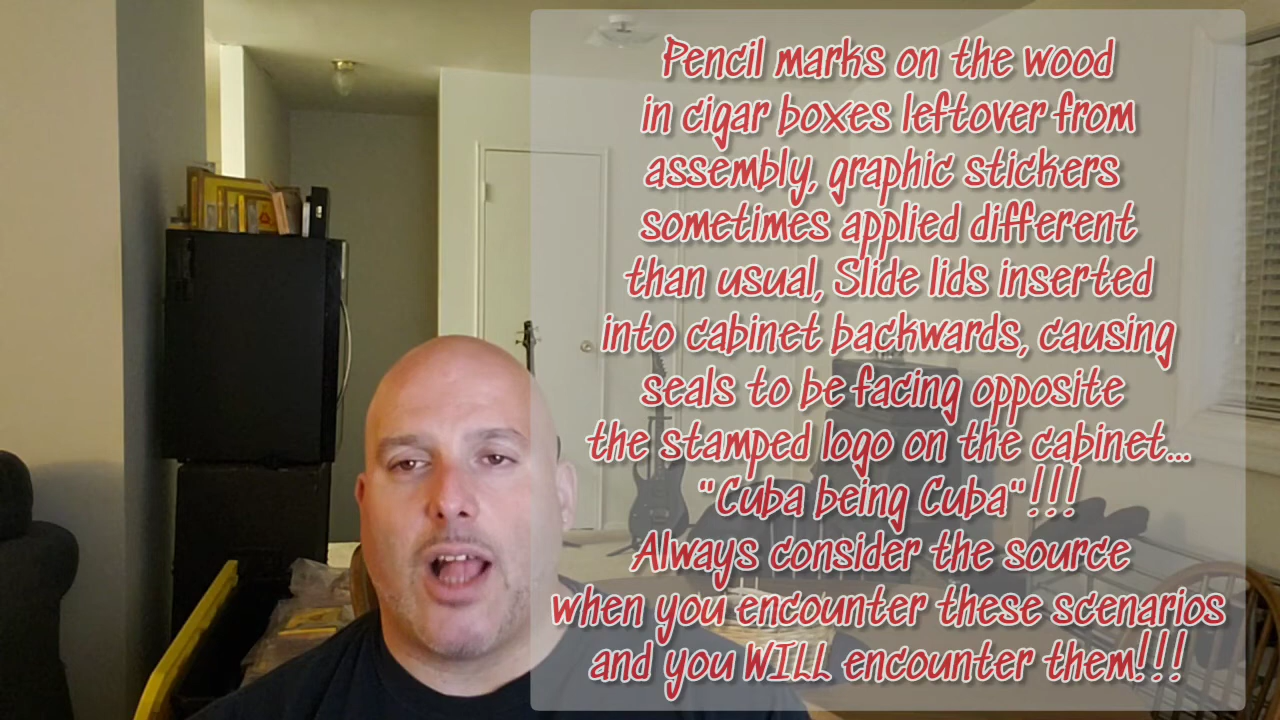 Pencil marks on the wood
in cigar boxes leftover from
assembly, graphic stickers
sometimes applied different
than usual, Slide lids inserted
into cabinet backwards, causing
seals to be facing opposite
the stamped logo on the cabinet...
"Cuba being Cuba"!!!
Always consider the source
when you encounter these scenarios
and you WILL encounter them!!!